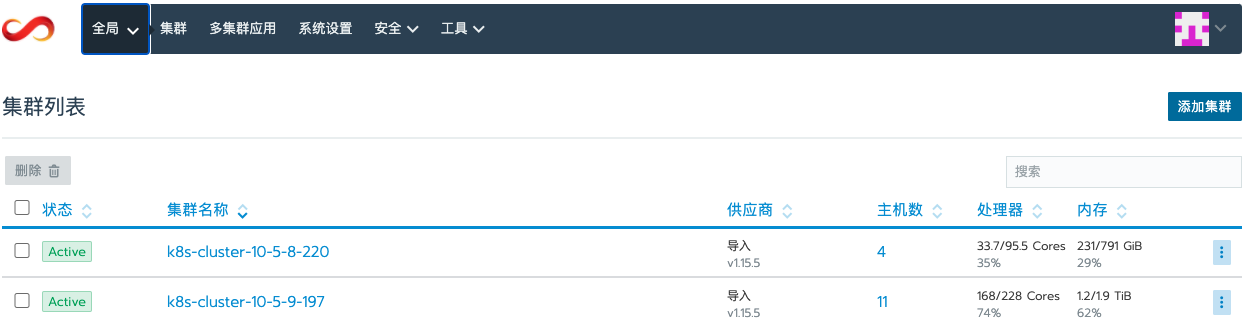 全局 集群 多集群应用 系统设置 安全 工具
集群列表 添加集群
删除 搜索
状态 集群名称 供应商 主机数 处理器 内存
Active k8s-cluster-10-5-8-220 导入 4 33.7/95.5 Cores 231/791 GiB
v1.15.5 35% 29%
Active k8s-cluster-10-5-9-197 导入 11 168/228 Cores 1.2/1.9 TiB
v1.15.5 74% 62%